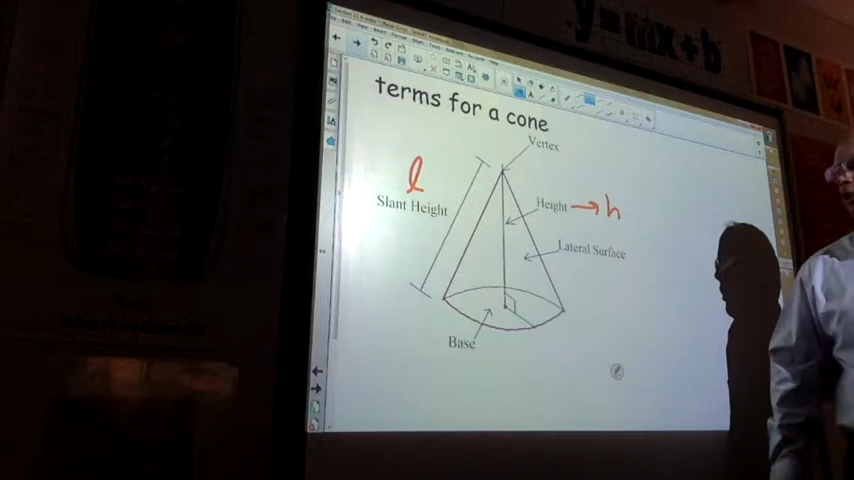 y=mx+b
terms for a cone
Vertex
l
Slant Height
Height → h
Lateral Surface
Base